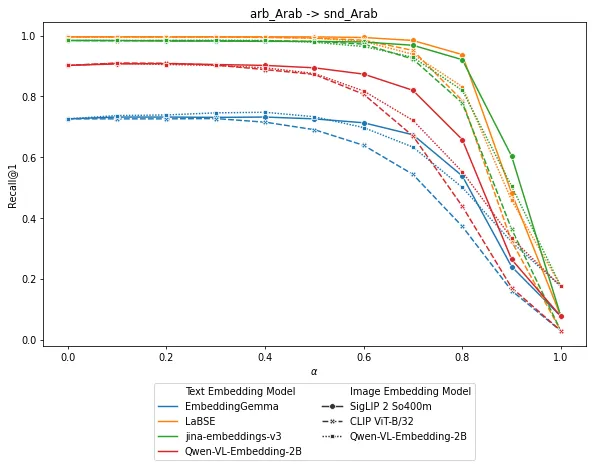 arb_Arab -> snd_Arab
Recall@1
1.0
0.8
0.6
0.4
0.2
0.0
0.0 0.2 0.4 0.6 0.8 1.0
α
Text Embedding Model
EmbeddingGemma
LaBSE
jina-embeddings-v3
Qwen-VL-Embedding-2B
Image Embedding Model
SigLIP 2 So400m
CLIP ViT-B/32
Qwen-VL-Embedding-2B